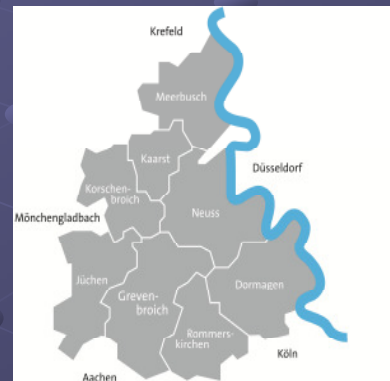 Krefeld
Meerbusch
Kaarst
Düsseldorf
Korschen-
broich
Neuss
Mönchengladbach
Jüchen
Greven-
broich
Dormagen
Rommers-
kirchen
Köln
Aachen